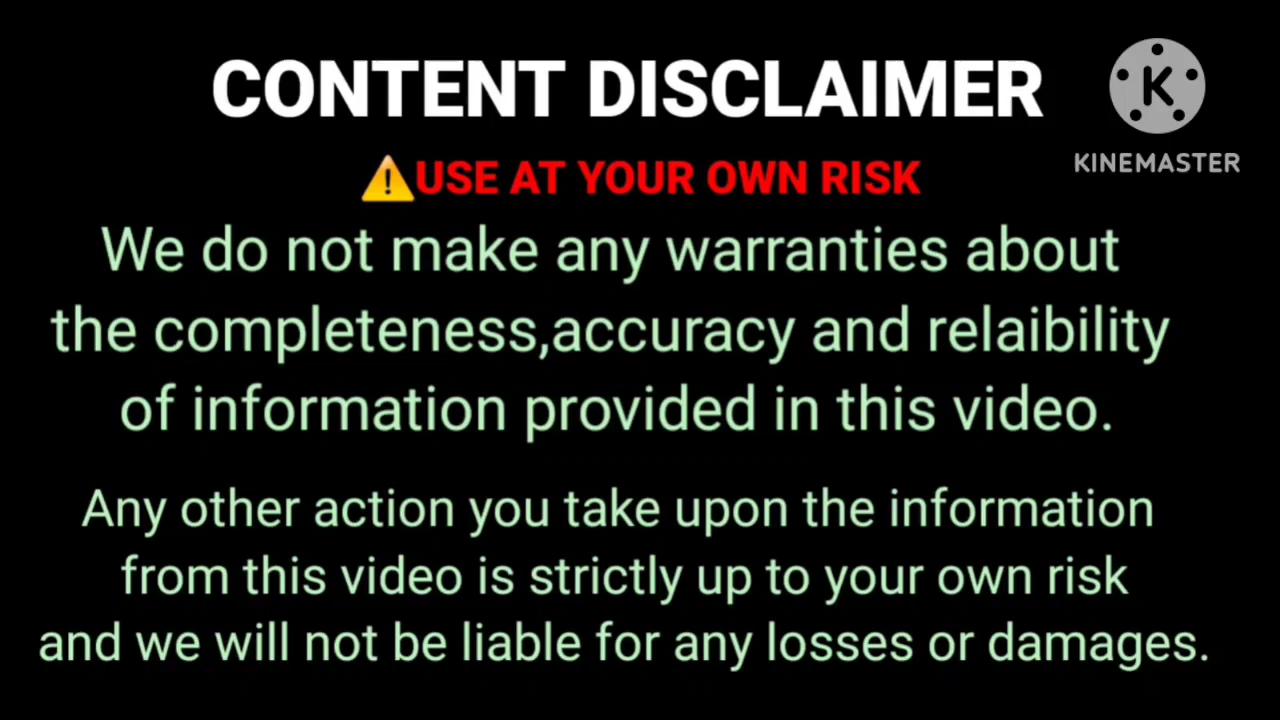 CONTENT DISCLAIMER
K
KINEMASTER
⚠️USE AT YOUR OWN RISK
We do not make any warranties about
the completeness,accuracy and relaibility
of information provided in this video.
Any other action you take upon the information
from this video is strictly up to your own risk
and we will not be liable for any losses or damages.